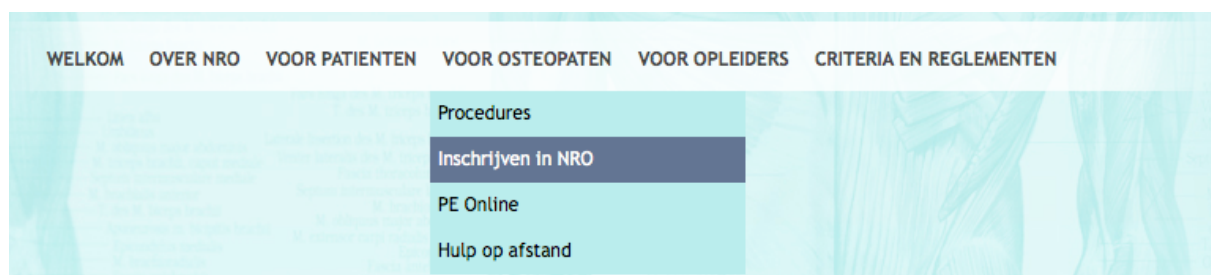 WELKOM OVER NRO VOOR PATIENTEN VOOR OSTEOPATEN VOOR OPLEIDERS CRITERIA EN REGLEMENTEN
Procedures
Inschrijven in NRO
PE Online
Hulp op afstand